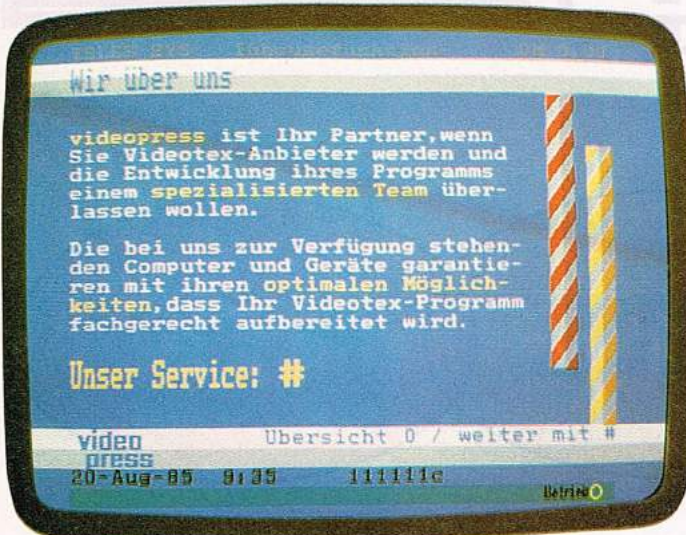 Wir über uns
videopress ist Ihr Partner,wenn
Sie Videotex-Anbieter werden und
die Entwicklung ihres Programms
einem spezialisierten Team über-
lassen wollen.
Die bei uns zur Verfügung stehen-
den Computer und Geräte garantie-
ren mit ihren optimalen Möglich-
keiten,dass Ihr Videotex-Programm
fachgerecht aufbereitet wird.
Unser Service: #
video
press
Übersicht 0 / weiter mit #
20-Aug-85 9:35 111111c
Betrieb